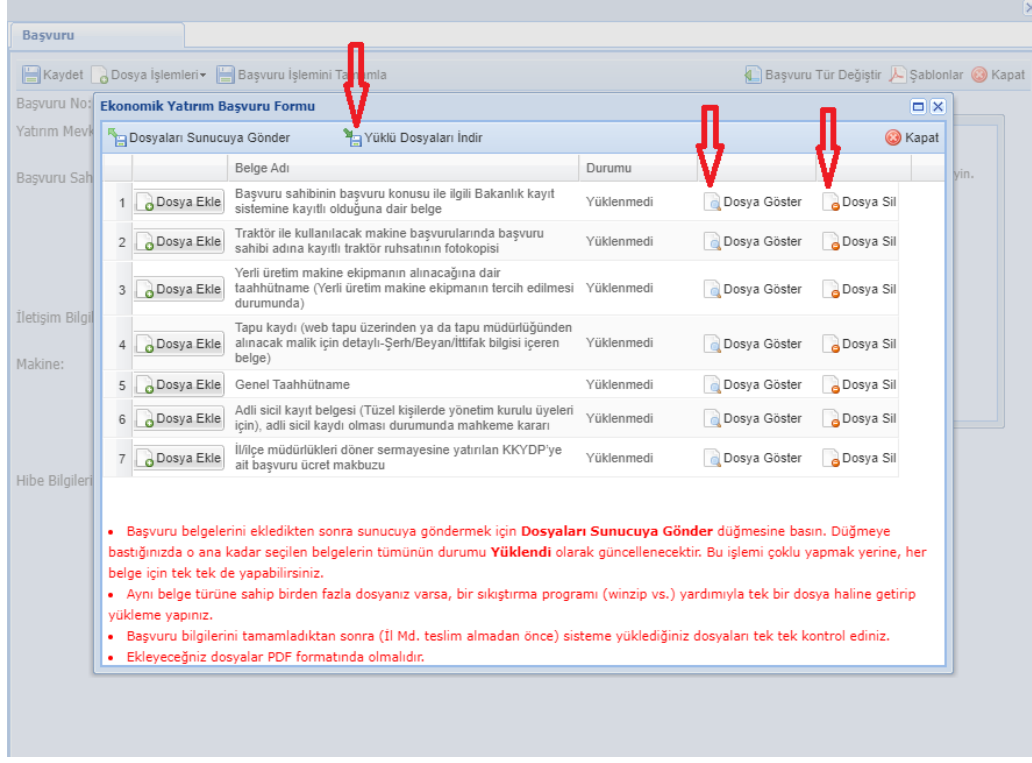 Başvuru
Kaydet Dosya İşlemleri Başvuru İşlemini Tamamla Başvuru Tür Değiştir Şablonlar Kapat
Başvuru No:
Yatırım Mevk
Başvuru Sah
yin.
İletişim Bilgil
Makine:
Hibe Bilgileri
Ekonomik Yatırım Başvuru Formu
Dosyaları Sunucuya Gönder Yüklü Dosyaları İndir Kapat
Belge Adı Durumu
1 Dosya Ekle Başvuru sahibinin başvuru konusu ile ilgili Bakanlık kayıt Yüklenmedi Dosya Göster Dosya Sil
sistemine kayıtlı olduğuna dair belge
2 Dosya Ekle Traktör ile kullanılacak makine başvurularında başvuru Yüklenmedi Dosya Göster Dosya Sil
sahibi adına kayıtlı traktör ruhsatının fotokopisi
Yerli üretim makine ekipmanın alınacağına dair
3 Dosya Ekle taahhütname (Yerli üretim makine ekipmanın tercih edilmesi Yüklenmedi Dosya Göster Dosya Sil
durumunda)
Tapu kaydı (web tapu üzerinden ya da tapu müdürlüğünden
4 Dosya Ekle alınacak malik için detaylı-Şerh/Beyan/İttifak bilgisi içeren Yüklenmedi Dosya Göster Dosya Sil
belge)
5 Dosya Ekle Genel Taahhütname Yüklenmedi Dosya Göster Dosya Sil
6 Dosya Ekle Adli sicil kayıt belgesi (Tüzel kişilerde yönetim kurulu üyeleri Yüklenmedi Dosya Göster Dosya Sil
için), adli sicil kaydı olması durumunda mahkeme kararı
7 Dosya Ekle İl/ilçe müdürlükleri döner sermayesine yatırılan KKYDP'ye Yüklenmedi Dosya Göster Dosya Sil
ait başvuru ücret makbuzu
• Başvuru belgelerini ekledikten sonra sunucuya göndermek için Dosyaları Sunucuya Gönder düğmesine basın. Düğmeye
bastığınızda o ana kadar seçilen belgelerin tümünün durumu Yüklendi olarak güncellenecektir. Bu işlemi çoklu yapmak yerine, her
belge için tek tek de yapabilirsiniz.
• Aynı belge türüne sahip birden fazla dosyanız varsa, bir sıkıştırma programı (winzip vs.) yardımıyla tek bir dosya haline getirip
yükleme yapınız.
• Başvuru bilgilerini tamamladıktan sonra (İl Md. teslim almadan önce) sisteme yüklediğiniz dosyaları tek tek kontrol ediniz.
• Ekleyeceğniz dosyalar PDF formatında olmalıdır.